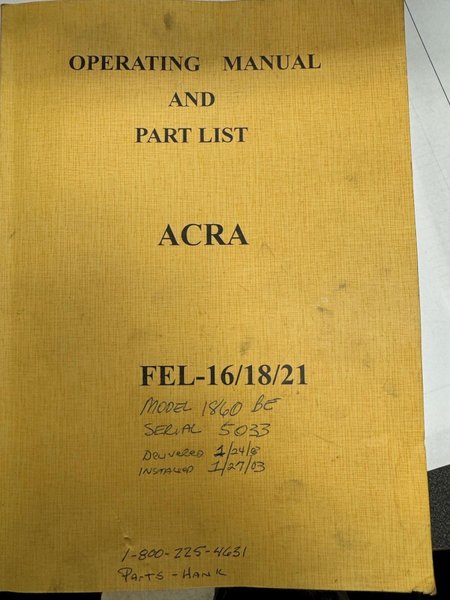 OPERATING MANUAL
AND
PART LIST
ACRA
FEL-16/18/21
MODEL 1860 BE
SERIAL 5033
DELIVERED 1/24/
INSTALLED 1/27/03
1-800-225-4631
PARTS - HANK